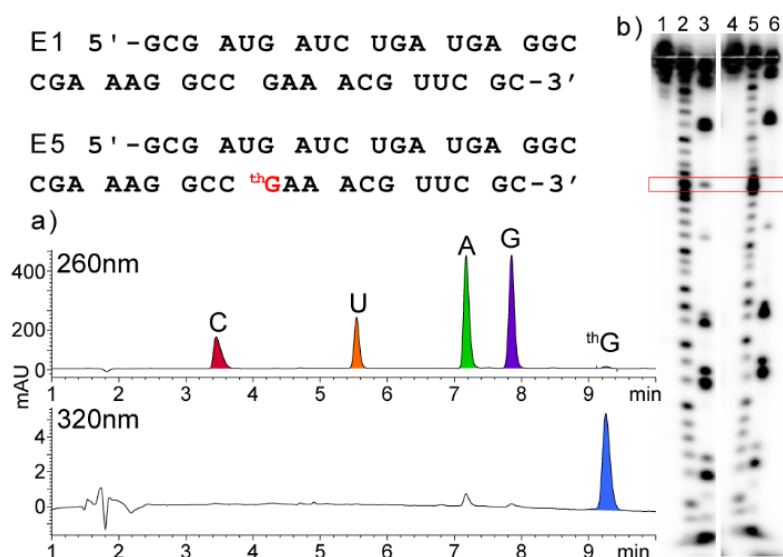 E1 5'-GCG AUG AUC UGA UGA GGC
CGA AAG GCC GAA ACG UUC GC-3'
E5 5'-GCG AUG AUC UGA UGA GGC
CGA AAG GCC thGAA ACG UUC GC-3'
b) 1 2 3 4 5 6
a)
260nm
C U A G thG
400
200
0
mAU
1 2 3 4 5 6 7 8 9 min
320nm
4
2
0
1 2 3 4 5 6 7 8 9 min